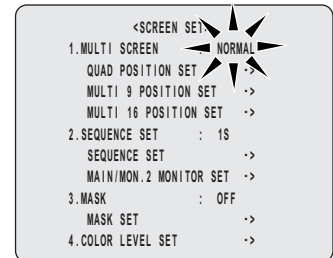 <SCREEN SET>
1.MULTI SCREEN : NORMAL
QUAD POSITION SET ->
MULTI 9 POSITION SET ->
MULTI 16 POSITION SET ->
2.SEQUENCE SET : 1S
SEQUENCE SET ->
MAIN/MON.2 MONITOR SET ->
3.MASK : OFF
MASK SET ->
4.COLOR LEVEL SET ->